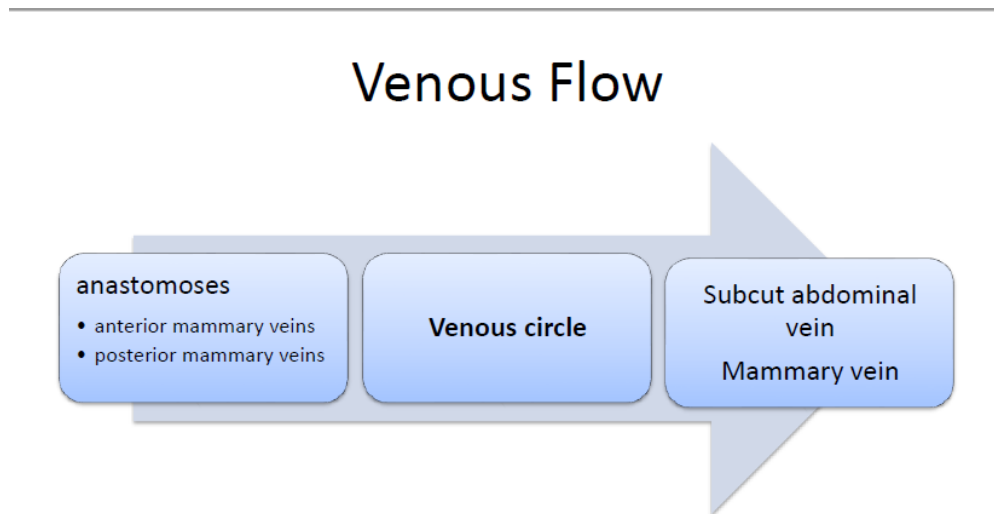 Venous Flow
anastomoses
• anterior mammary veins
• posterior mammary veins
Venous circle
Subcut abdominal
vein
Mammary vein